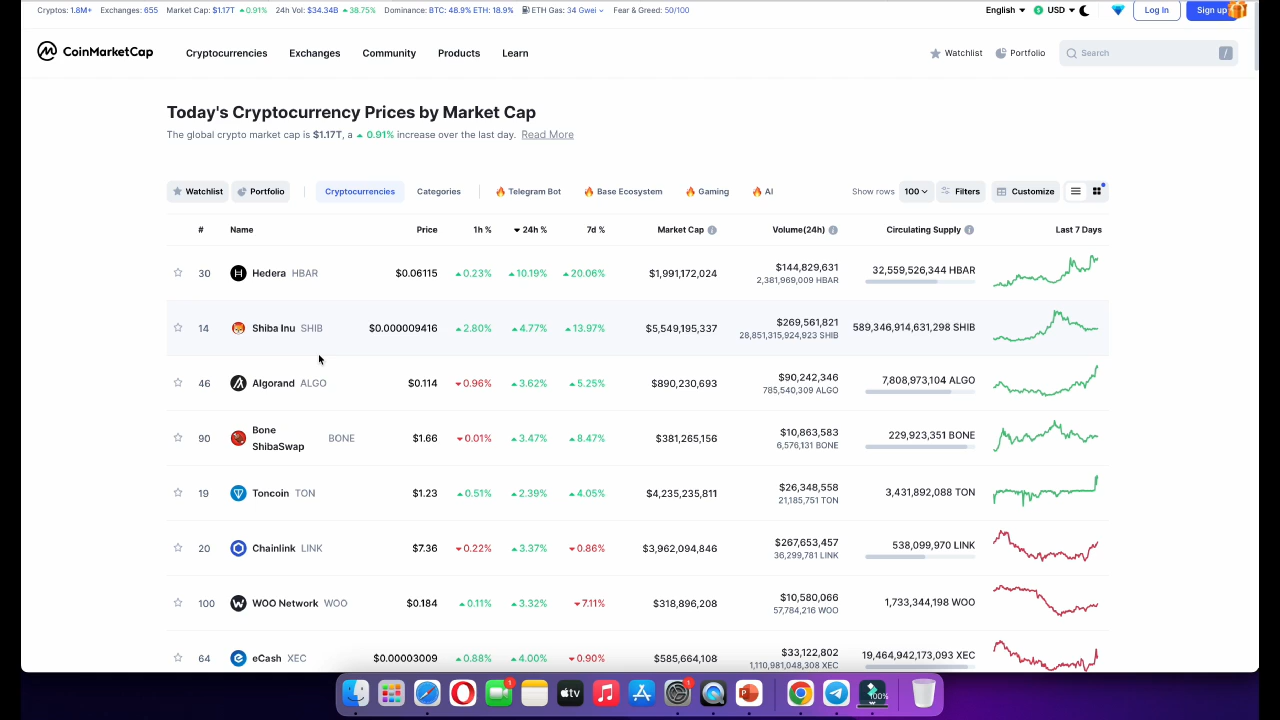 Cryptos: 1.8M+ Exchanges: 655 Market Cap: $1.17T 0.91% 24h Vol: $34.34B 38.75% Dominance: BTC: 48.9% ETH: 18.9% ETH Gas: 34 Gwei Fear & Greed: 50/100 English USD Log In Sign up
CoinMarketCap Cryptocurrencies Exchanges Community Products Learn Watchlist Portfolio Search /
Today's Cryptocurrency Prices by Market Cap
The global crypto market cap is $1.17T, a 0.91% increase over the last day. Read More
Watchlist Portfolio Cryptocurrencies Categories Telegram Bot Base Ecosystem Gaming AI Show rows 100 Filters Customize
# Name Price 1h % 24h % 7d % Market Cap Volume(24h) Circulating Supply Last 7 Days
30 Hedera HBAR $0.06115 0.23% 10.19% 20.06% $1,991,172,024 $144,829,631 32,559,526,344 HBAR
2,381,969,009 HBAR
14 Shiba Inu SHIB $0.000009416 2.80% 4.77% 13.97% $5,549,195,337 $269,561,821 589,346,914,631,298 SHIB
28,851,315,924,923 SHIB
46 Algorand ALGO $0.114 0.96% 3.62% 5.25% $890,230,693 $90,242,346 7,808,973,104 ALGO
785,540,309 ALGO
90 Bone ShibaSwap BONE $1.66 0.01% 3.47% 8.47% $381,265,156 $10,863,583 229,923,351 BONE
6,576,131 BONE
19 Toncoin TON $1.23 0.51% 2.39% 4.05% $4,235,235,811 $26,348,558 3,431,892,088 TON
21,185,751 TON
20 Chainlink LINK $7.36 0.22% 3.37% 0.86% $3,962,094,846 $267,653,457 538,099,970 LINK
36,299,781 LINK
100 WOO Network WOO $0.184 0.11% 3.32% 7.11% $318,896,208 $10,580,066 1,733,344,198 WOO
57,784,216 WOO
64 eCash XEC $0.00003009 0.88% 4.00% 0.90% $585,664,108 $33,122,802 19,464,942,173,093 XEC
1,110,981,048,308 XEC
1 tv 1 P 100%